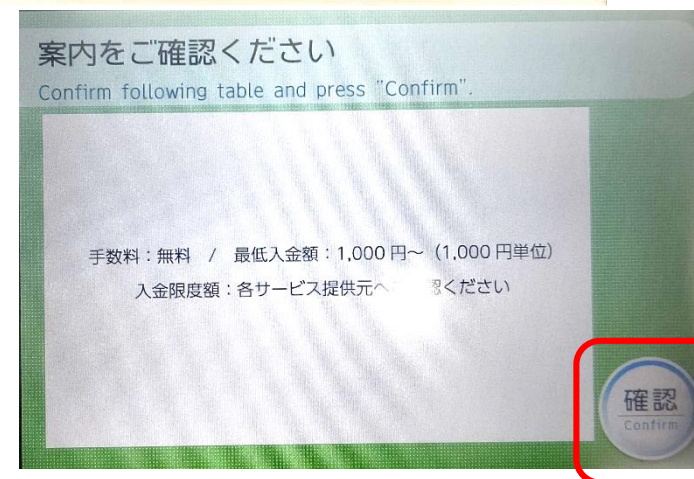 案内をご確認ください
Confirm following table and press "Confirm".
手数料：無料 / 最低入金額：1,000 円～（1,000 円単位）
入金限度額：各サービス提供元へ 認ください
確認
Confirm